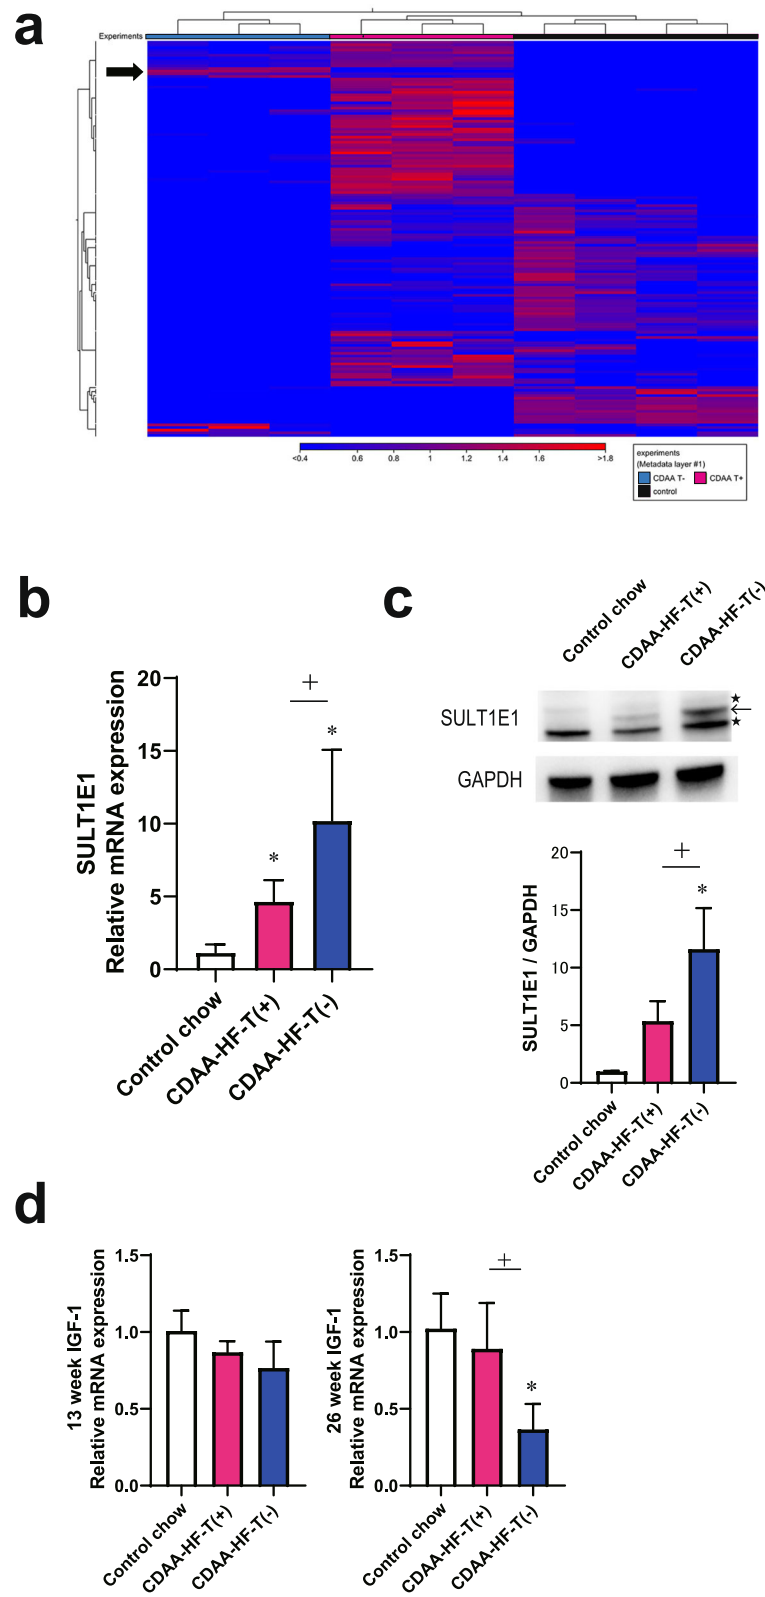 a
Experiments
<0.4 0.6 0.8 1 1.2 1.4 1.6 >1.8
experiments
(Metadata layer #1)
CDAA T- CDAA T+
control
b
SULT1E1
Relative mRNA expression
20
15
10
5
0
+
*
*
Control chow
CDAA-HF-T(+)
CDAA-HF-T(-)
c
Control chow
CDAA-HF-T(+)
CDAA-HF-T(-)
SULT1E1
★
←
★
GAPDH
SULT1E1 / GAPDH
20
15
10
5
0
+
*
Control chow
CDAA-HF-T(+)
CDAA-HF-T(-)
d
13 week IGF-1
Relative mRNA expression
1.5
1.0
0.5
0.0
Control chow
CDAA-HF-T(+)
CDAA-HF-T(-)
26 week IGF-1
Relative mRNA expression
1.5
1.0
0.5
0.0
+
*
Control chow
CDAA-HF-T(+)
CDAA-HF-T(-)